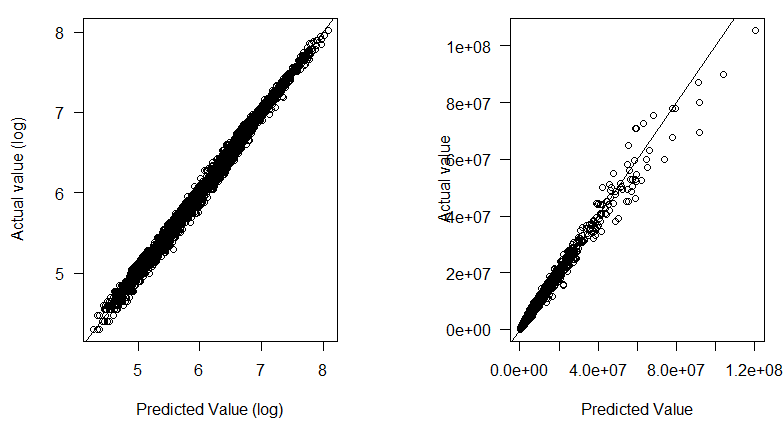 Actual value (log)
8
7
6
5
5
6
7
8
Predicted Value (log)
Actual value
1e+08
8e+07
6e+07
4e+07
2e+07
0e+00
0.0e+00
4.0e+07
8.0e+07
1.2e+08
Predicted Value